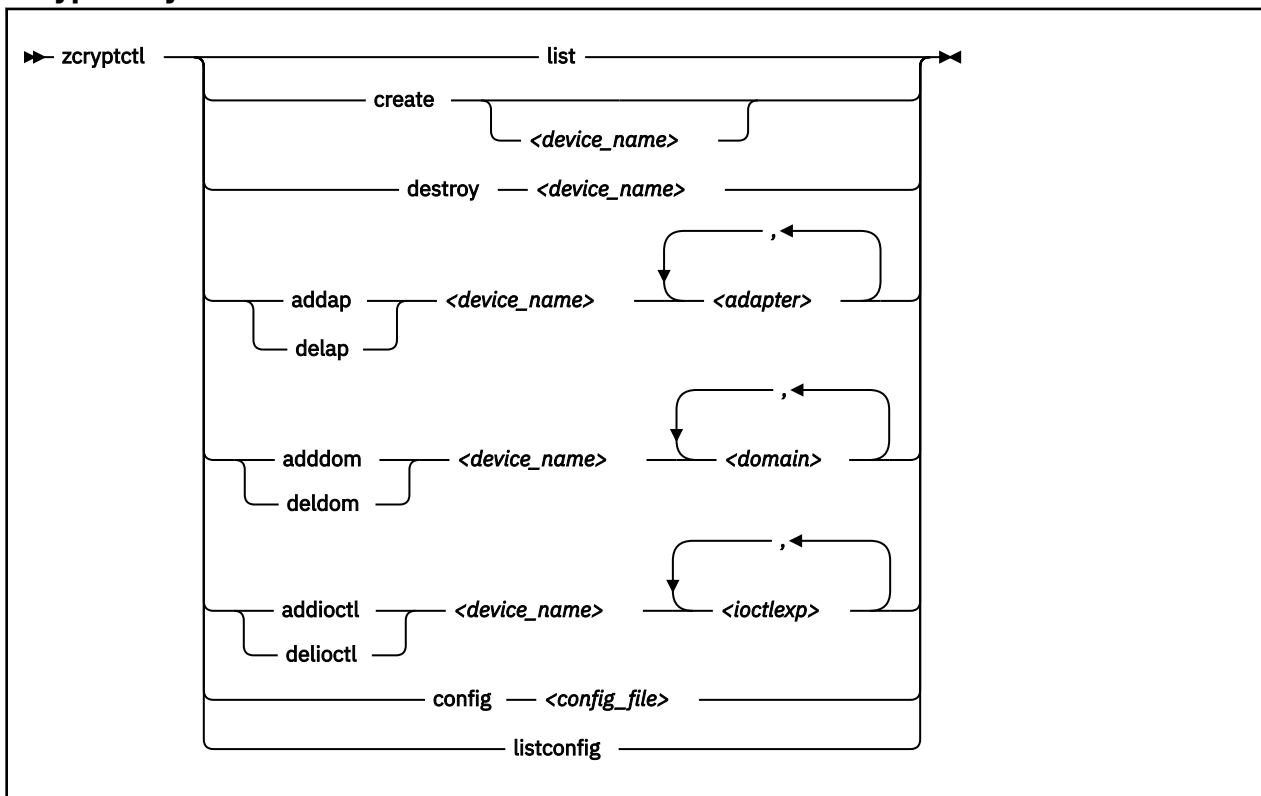 zcryptctl list
create
<device_name>
destroy <device_name>
,
addap <device_name> <adapter>
delap
,
adddom <device_name> <domain>
deldom
,
addioctl <device_name> <ioctlexp>
delioctl
config <config_file>
listconfig